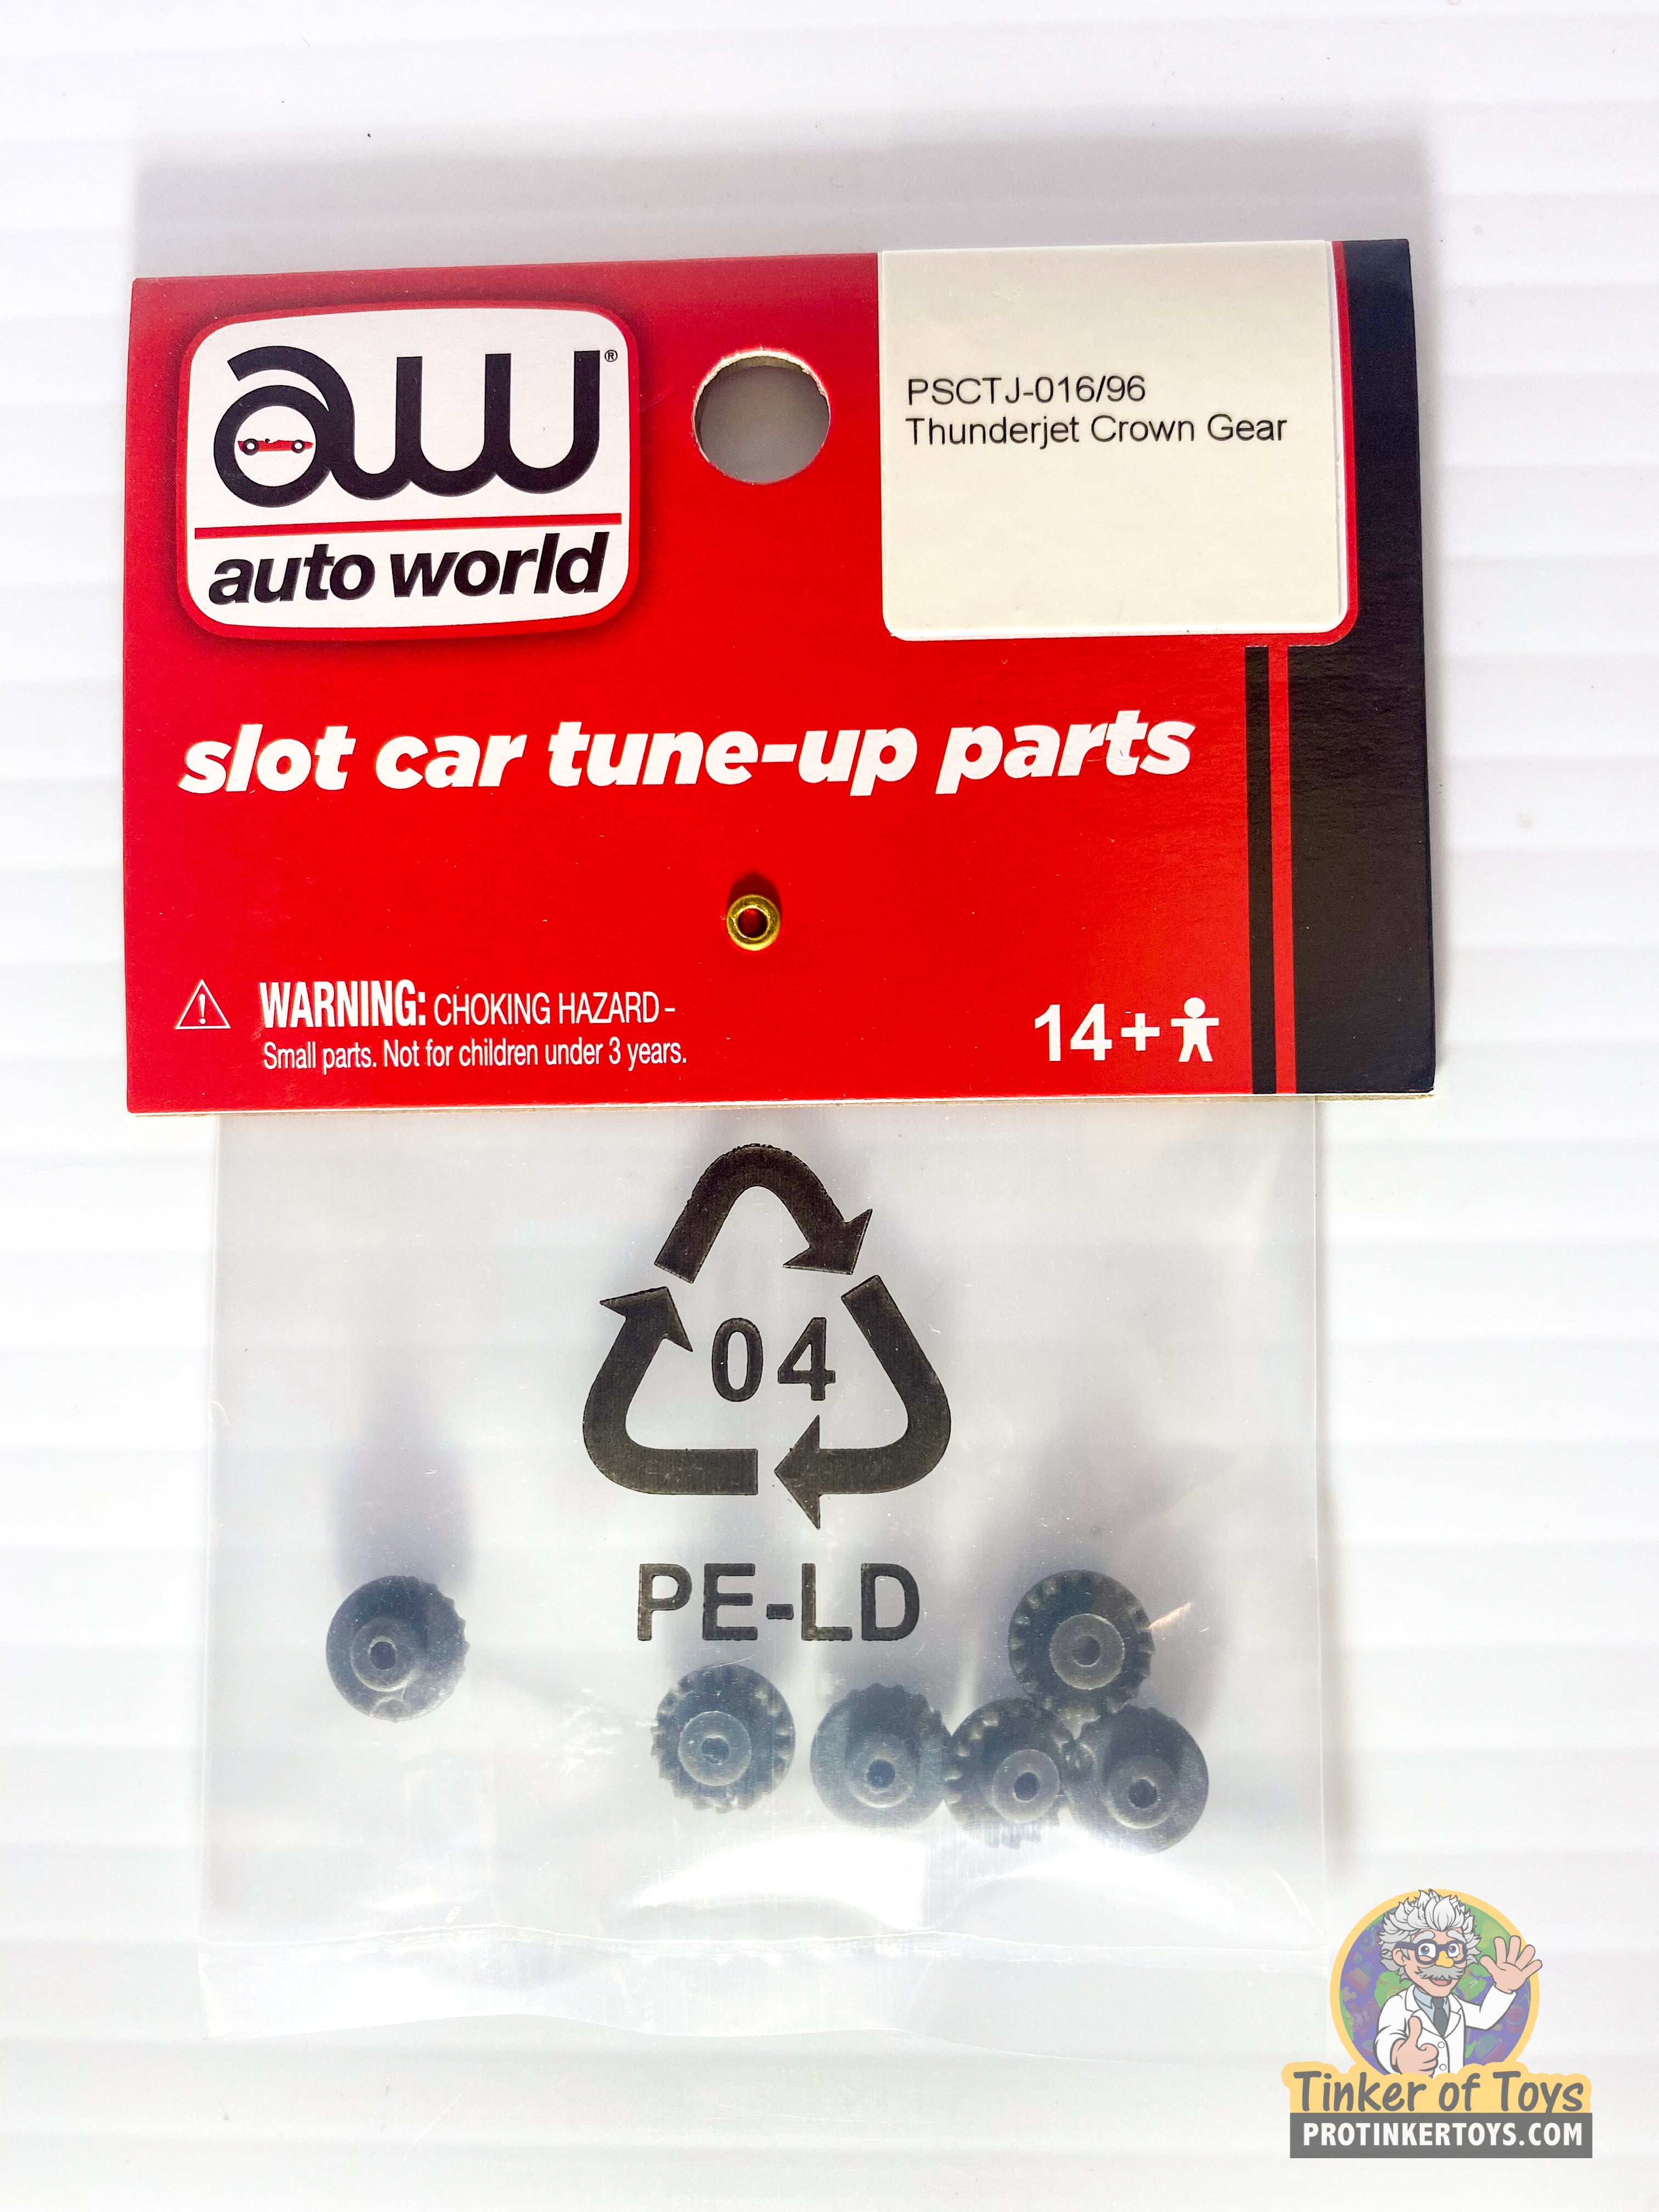 aw®
auto world
PSCTJ-016/96
Thunderjet Crown Gear
slot car tune-up parts
WARNING: CHOKING HAZARD -
Small parts. Not for children under 3 years.
14+
04
PE-LD
Tinker of Toys
PROTINKERTOYS.COM